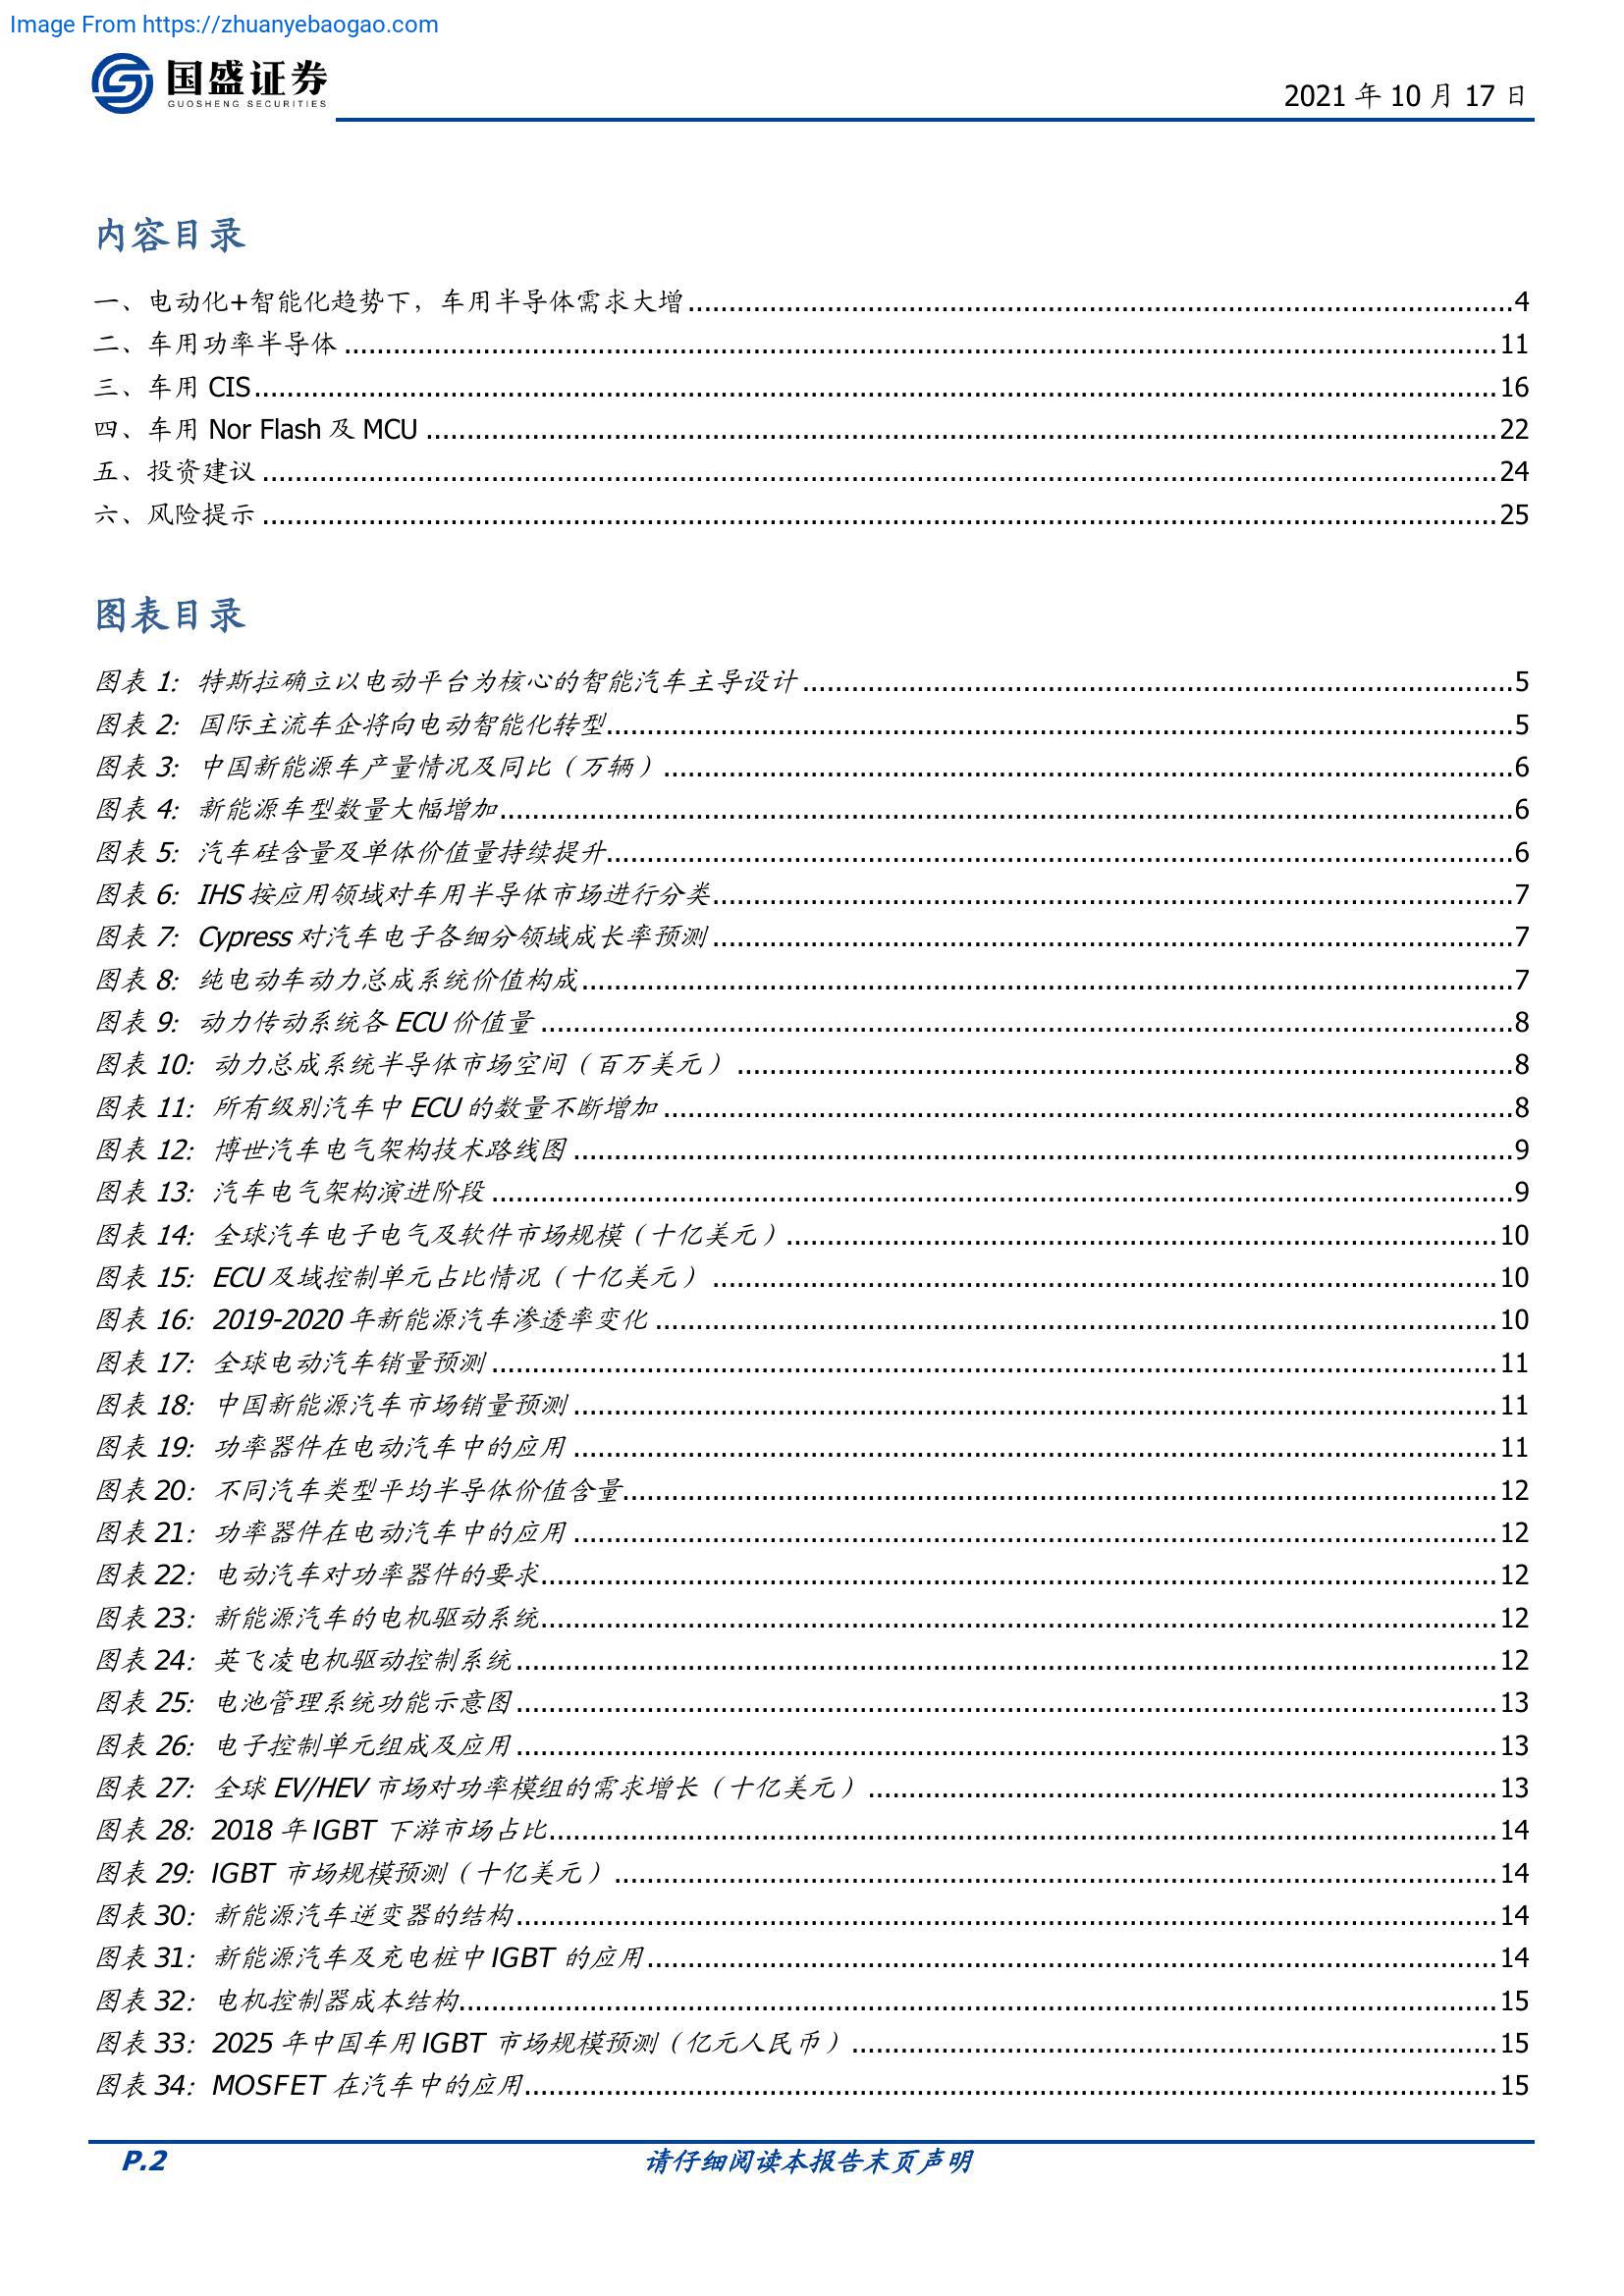 Image From https://zhuanyebaogao.com
国盛证券
GUOSHENG SECURITIES
2021 年 10 月 17 日
内容目录
一、电动化+智能化趋势下，车用半导体需求大增..........4
二、车用功率半导体..........11
三、车用 CIS..........16
四、车用 Nor Flash 及 MCU..........22
五、投资建议..........24
六、风险提示..........25
图表目录
图表 1：特斯拉确立以电动平台为核心的智能汽车主导设计..........5
图表 2：国际主流车企将向电动智能化转型..........5
图表 3：中国新能源车产量情况及同比（万辆）..........6
图表 4：新能源车型数量大幅增加..........6
图表 5：汽车硅含量及单体价值量持续提升..........6
图表 6：IHS 按应用领域对车用半导体市场进行分类..........7
图表 7：Cypress 对汽车电子各细分领域成长率预测..........7
图表 8：纯电动车动力总成系统价值构成..........7
图表 9：动力传动系统各 ECU 价值量..........8
图表 10：动力总成系统半导体市场空间（百万美元）..........8
图表 11：所有级别汽车中 ECU 的数量不断增加..........8
图表 12：博世汽车电气架构技术路线图..........9
图表 13：汽车电气架构演进阶段..........9
图表 14：全球汽车电子电气及软件市场规模（十亿美元）..........10
图表 15：ECU 及域控制单元占比情况（十亿美元）..........10
图表 16：2019-2020 年新能源汽车渗透率变化..........10
图表 17：全球电动汽车销量预测..........11
图表 18：中国新能源汽车市场销量预测..........11
图表 19：功率器件在电动汽车中的应用..........11
图表 20：不同汽车类型平均半导体价值含量..........12
图表 21：功率器件在电动汽车中的应用..........12
图表 22：电动汽车对功率器件的要求..........12
图表 23：新能源汽车的电机驱动系统..........12
图表 24：英飞凌电机驱动控制系统..........12
图表 25：电池管理系统功能示意图..........13
图表 26：电子控制单元组成及应用..........13
图表 27：全球 EV/HEV 市场对功率模组的需求增长（十亿美元）..........13
图表 28：2018 年 IGBT 下游市场占比..........14
图表 29：IGBT 市场规模预测（十亿美元）..........14
图表 30：新能源汽车逆变器的结构..........14
图表 31：新能源汽车及充电桩中 IGBT 的应用..........14
图表 32：电机控制器成本结构..........15
图表 33：2025 年中国车用 IGBT 市场规模预测（亿元人民币）..........15
图表 34：MOSFET 在汽车中的应用..........15
P.2
请仔细阅读本报告末页声明